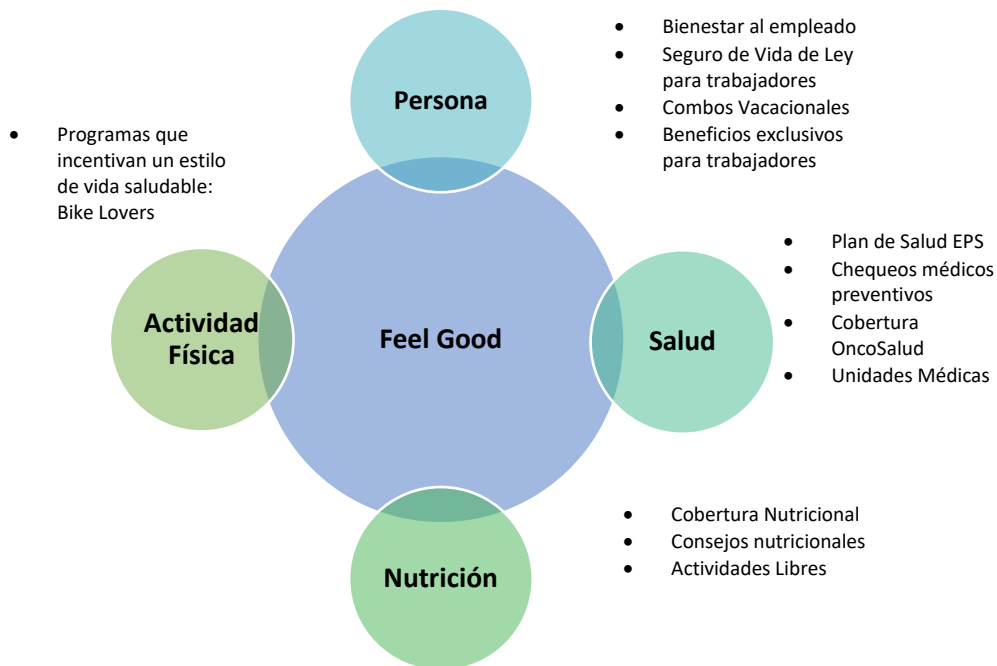 Persona
• Bienestar al empleado
• Seguro de Vida de Ley
para trabajadores
• Combos Vacacionales
• Beneficios exclusivos
para trabajadores
• Programas que
incentivan un estilo
de vida saludable:
Bike Lovers
Actividad
Física
Feel Good
Salud
• Plan de Salud EPS
• Chequeos médicos
preventivos
• Cobertura
OncoSalud
• Unidades Médicas
Nutrición
• Cobertura Nutricional
• Consejos nutricionales
• Actividades Libres